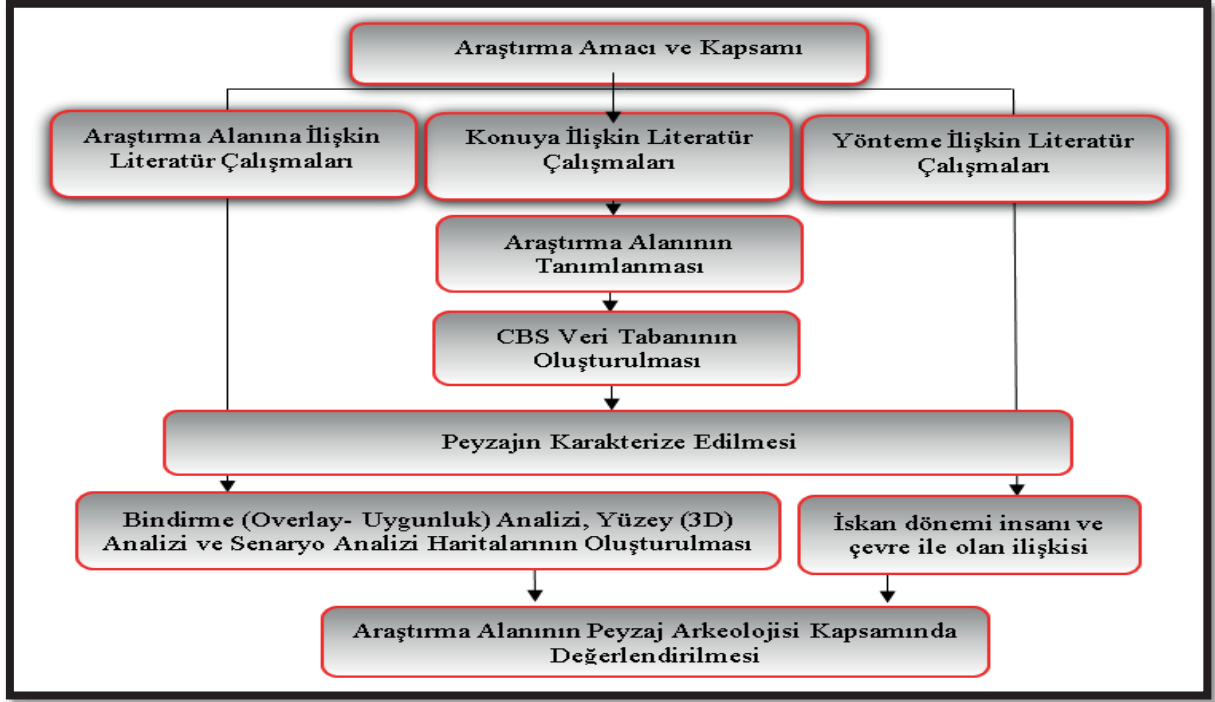 Araştırma Amacı ve Kapsamı
Araştırma Alanına İlişkin
Literatür Çalışmaları
Konuya İlişkin Literatür
Çalışmaları
Yönteme İlişkin Literatür
Çalışmaları
Araştırma Alanının
Tanımlanması
CBS Veri Tabanının
Oluşturulması
Peyzajın Karakterize Edilmesi
Bindirme (Overlay- Uygunluk) Analizi, Yüzey (3D)
Analizi ve Senaryo Analizi Haritalarının Oluşturulması
İskan dönemi insanı ve
çevre ile olan ilişkisi
Araştırma Alanının Peyzaj Arkeolojisi Kapsamında
Değerlendirilmesi